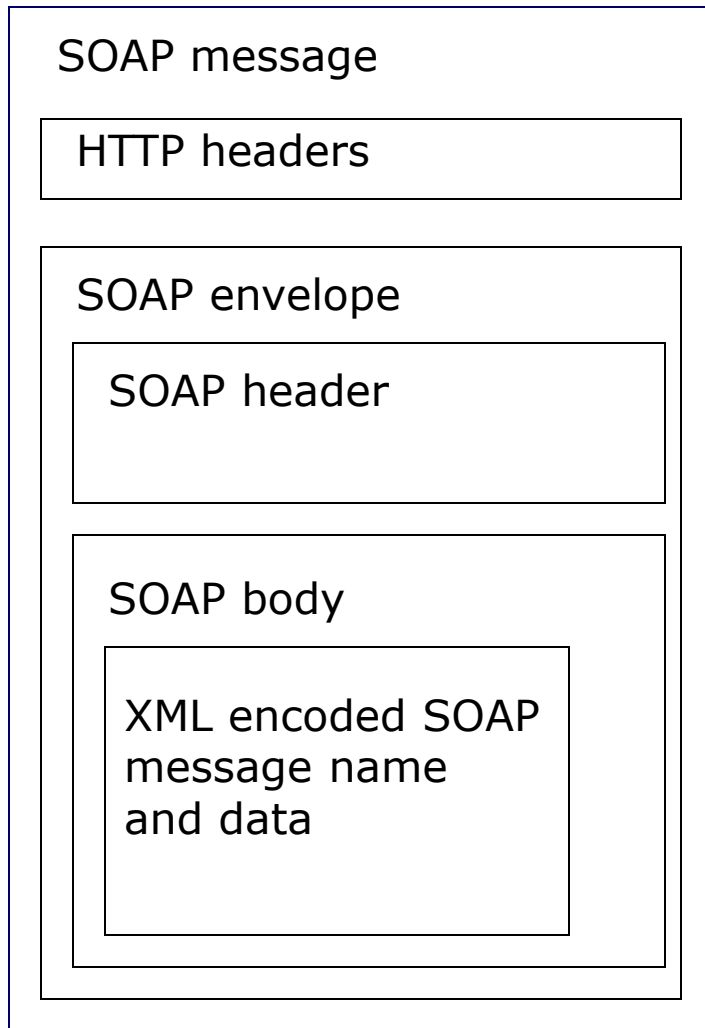 SOAP message
HTTP headers
SOAP envelope
SOAP header
SOAP body
XML encoded SOAP
message name
and data